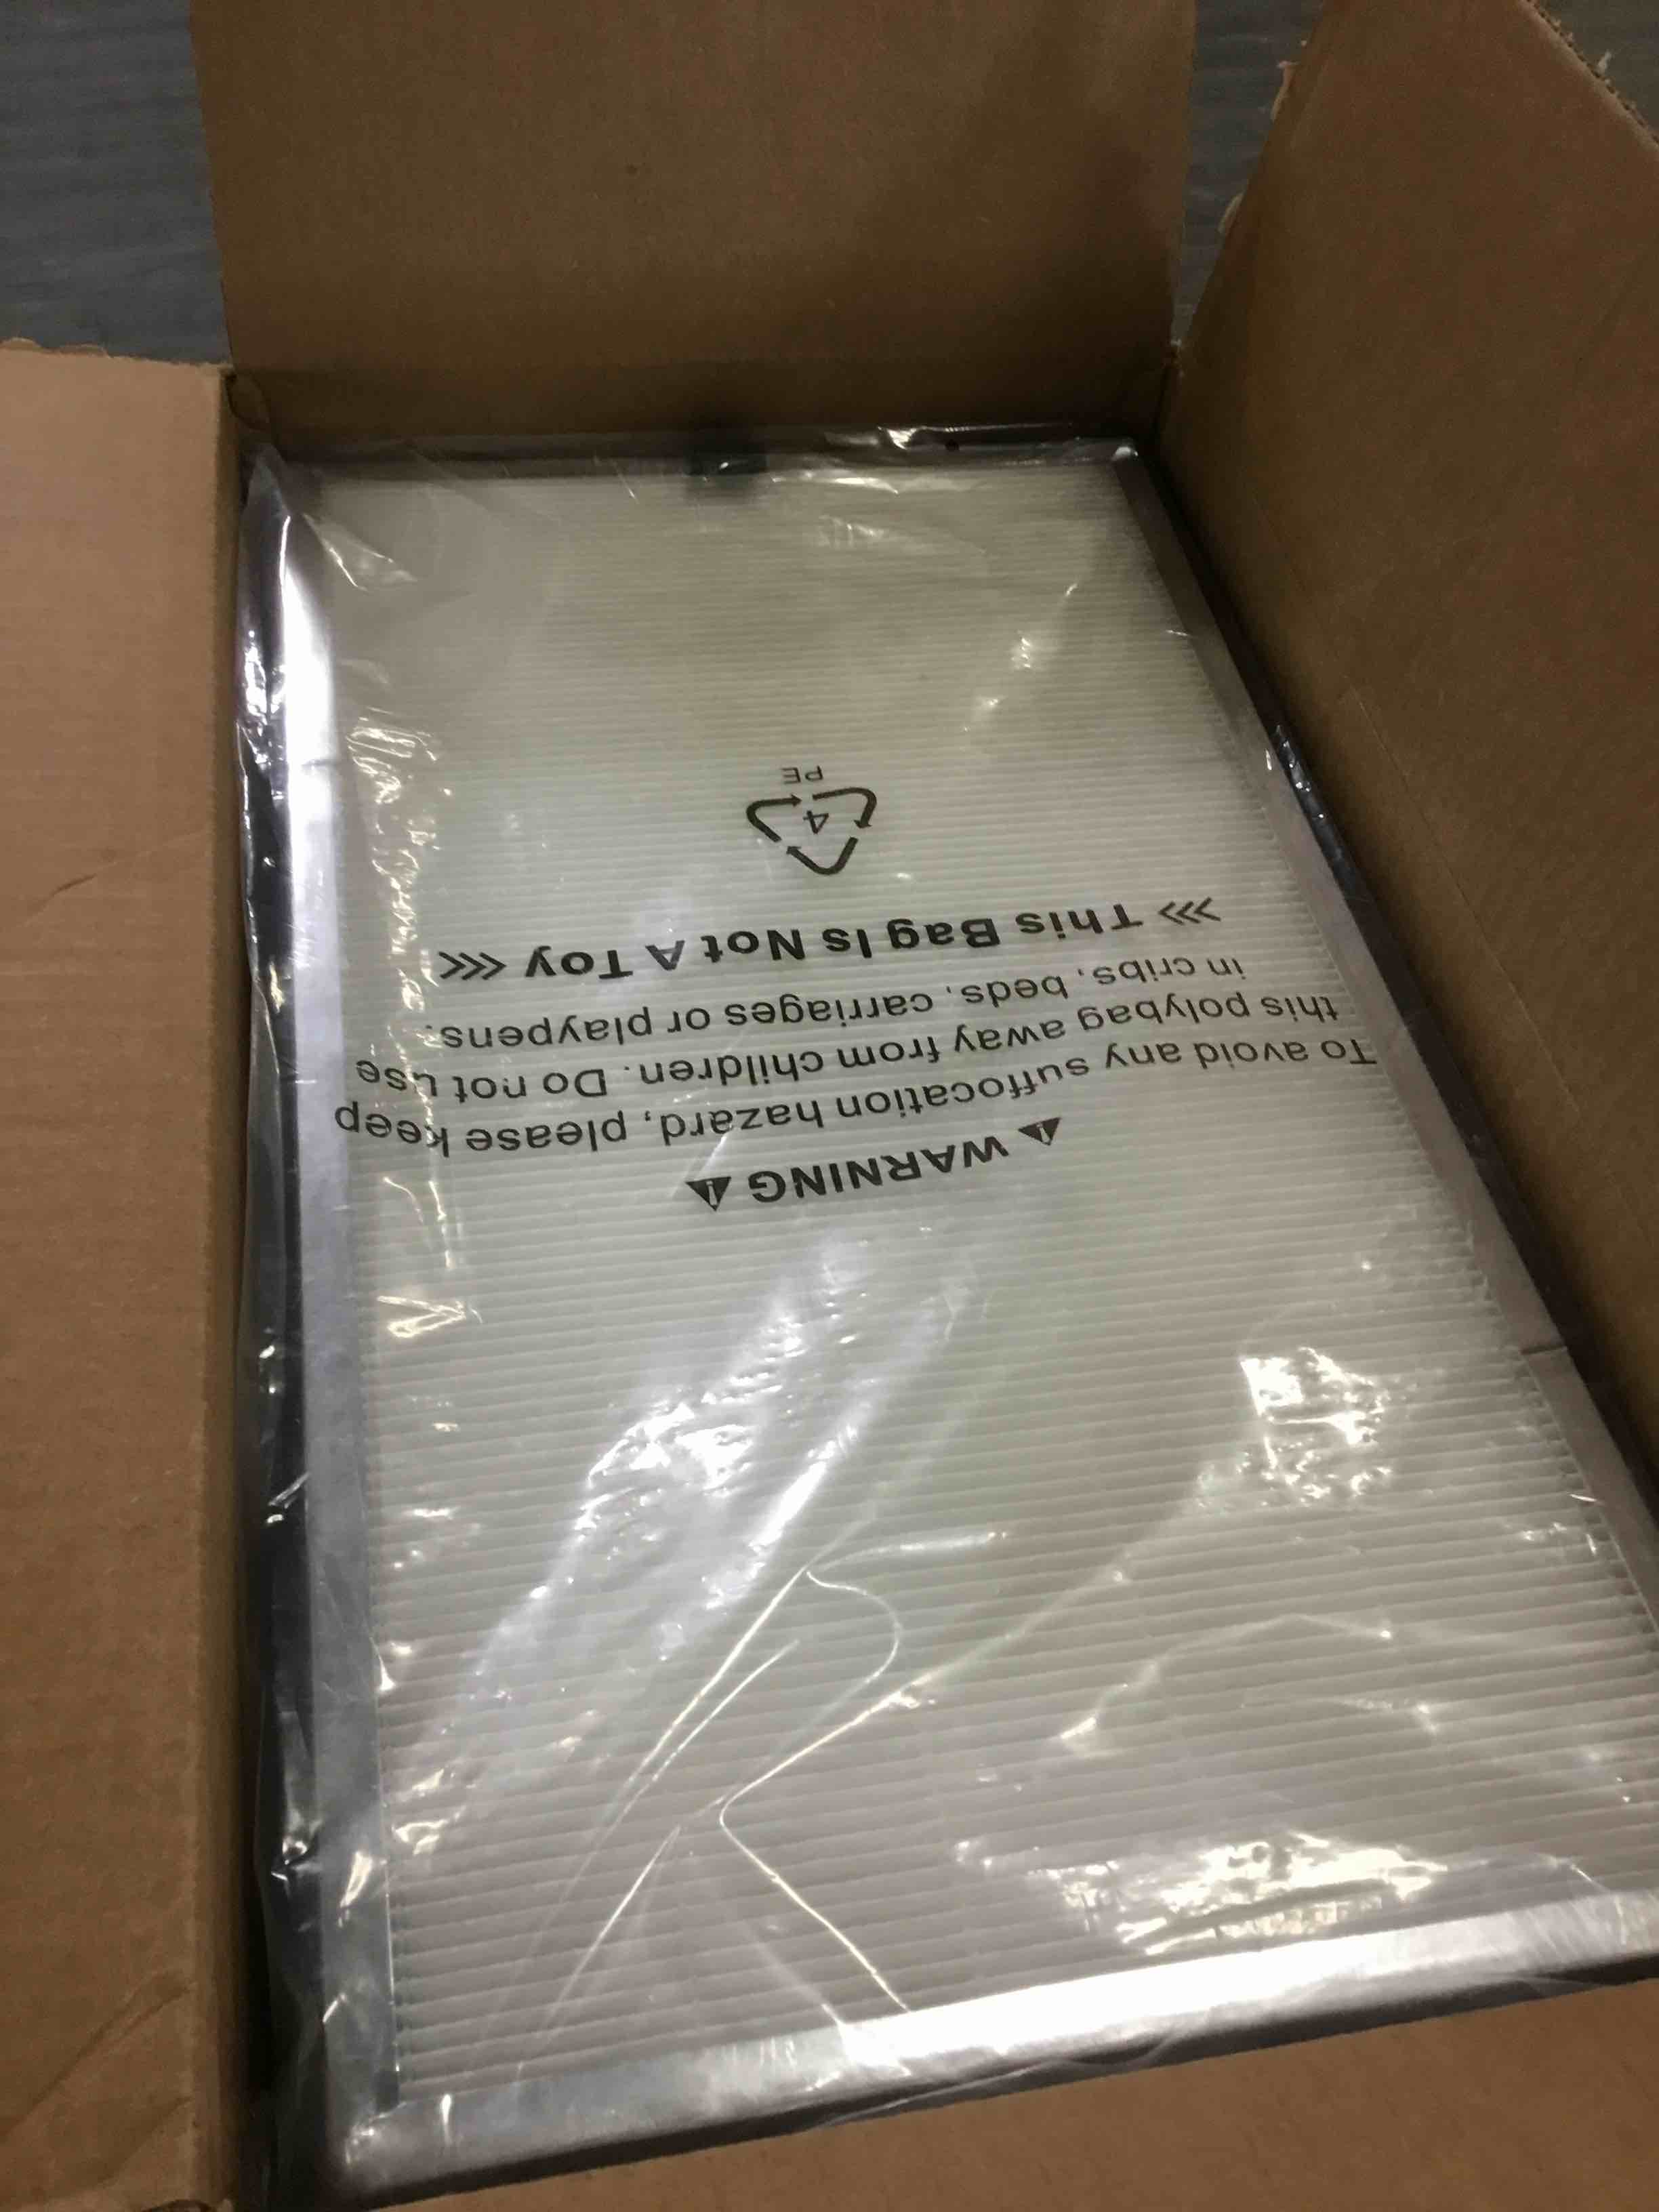 WARNING
To avoid any suffocation hazard, please keep
this polybag away from children. Do not use
in cribs, beds, carriages or playpens.
>>> This Bag Is Not A Toy <<<
4
PE